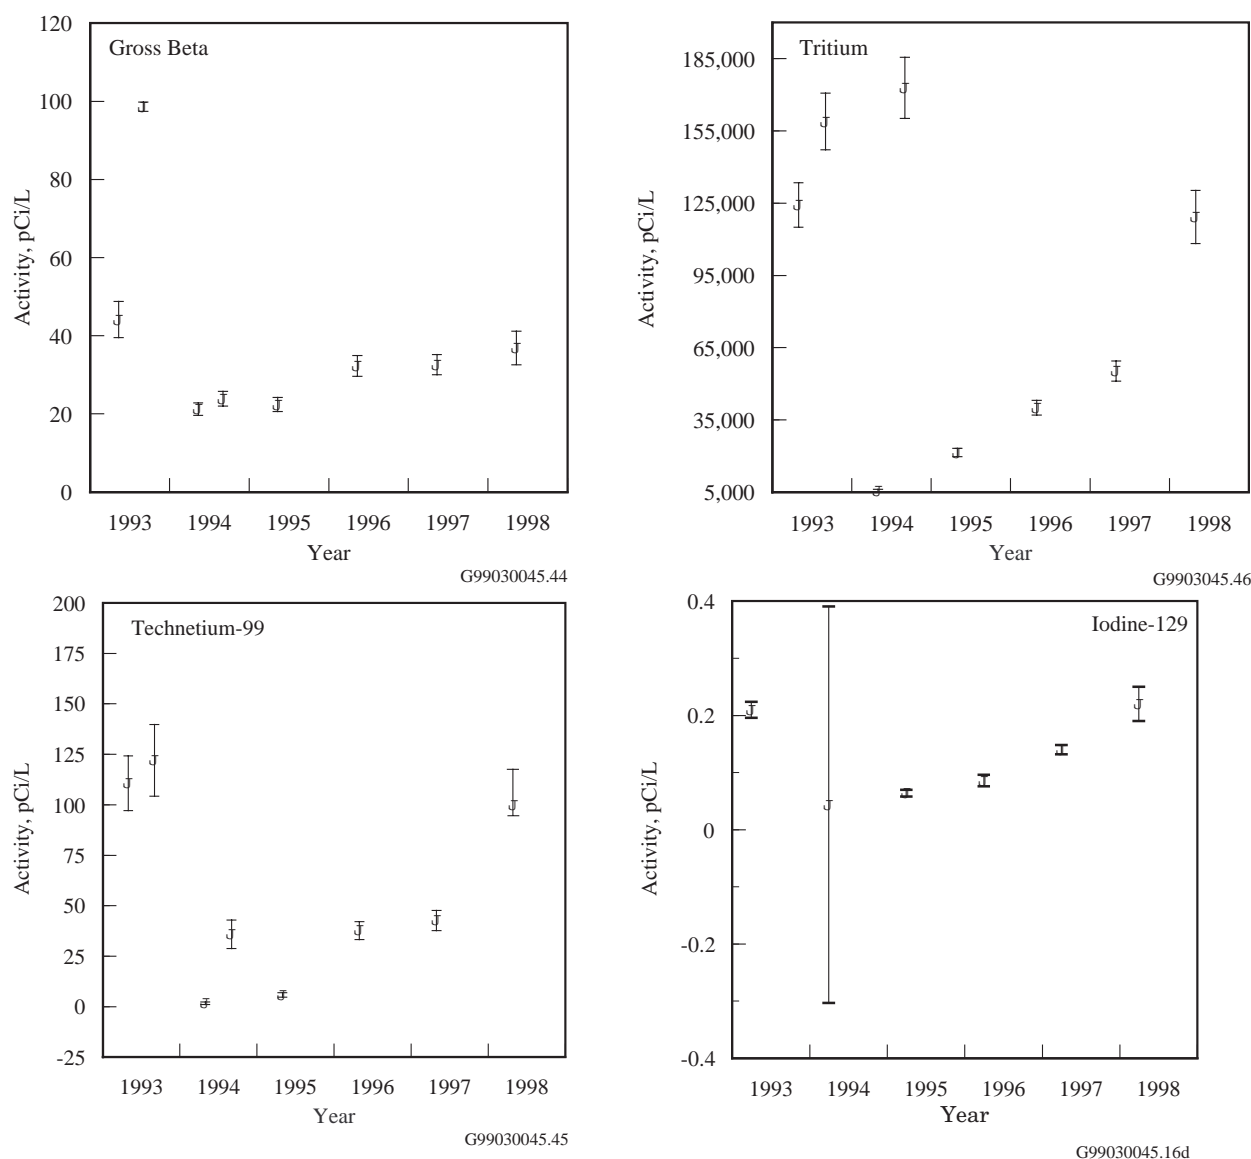 Gross Beta
120
100
80
60
40
20
0
Activity, pCi/L
J
J
J
J
J
J
J
J
1993 1994 1995 1996 1997 1998
Year
G99030045.44
Tritium
185,000
155,000
125,000
95,000
65,000
35,000
5,000
Activity, pCi/L
J
J
J
J
J
J
J
J
1993 1994 1995 1996 1997 1998
Year
G9903045.46
Technetium-99
200
175
150
125
100
75
50
25
0
-25
Activity, pCi/L
J
J
J
J
J
J
J
J
1993 1994 1995 1996 1997 1998
Year
G99030045.45
Iodine-129
0.4
0.2
0
-0.2
-0.4
Activity, pCi/L
J
J
J
J
J
J
1993 1994 1995 1996 1997 1998
Year
G99030045.16d